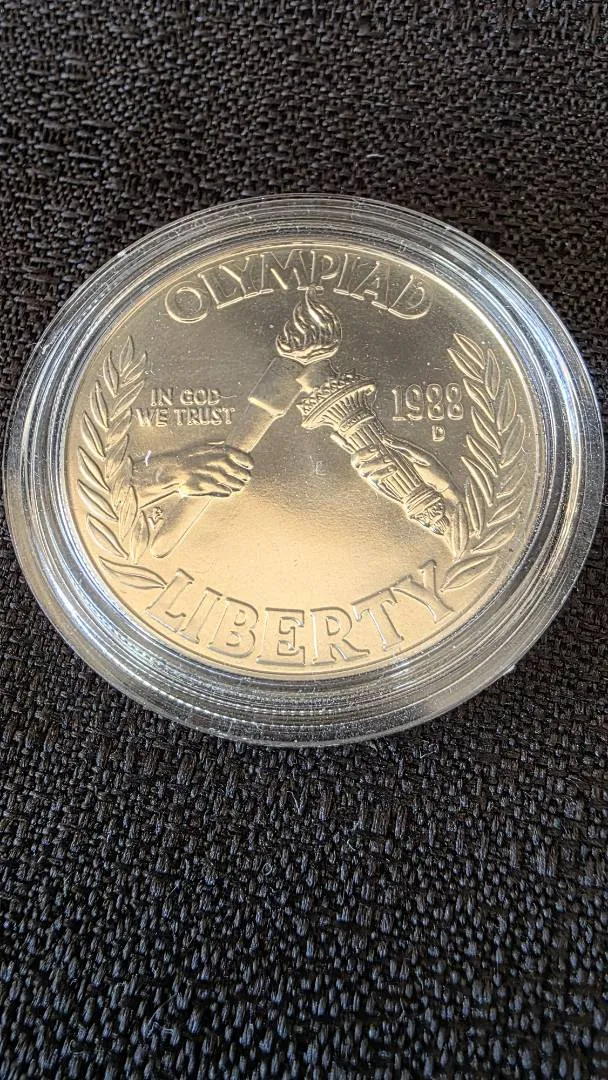 OLYMPIAD
IN GOD
WE TRUST
1988
D
LIBERTY